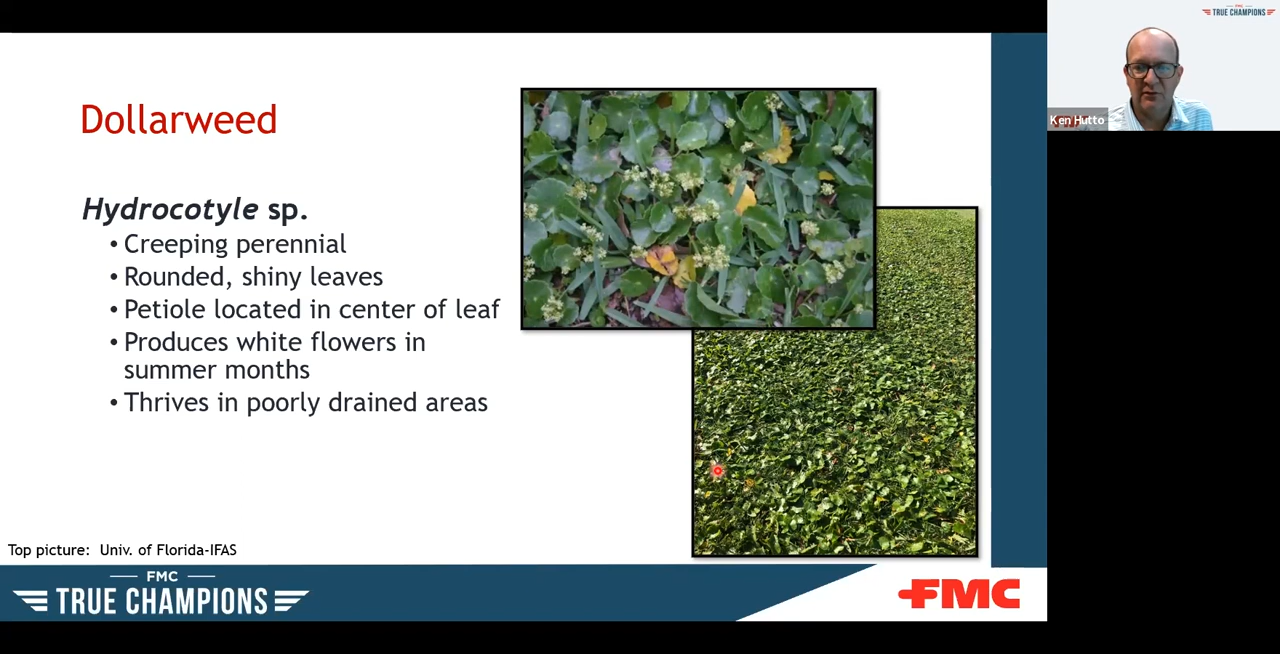 Dollarweed
Hydrocotyle sp.
• Creeping perennial
• Rounded, shiny leaves
• Petiole located in center of leaf
• Produces white flowers in
summer months
• Thrives in poorly drained areas
Top picture: Univ. of Florida-IFAS
FMC
TRUE CHAMPIONS
FMC
FMC
TRUE CHAMPIONS
Ken Hutto